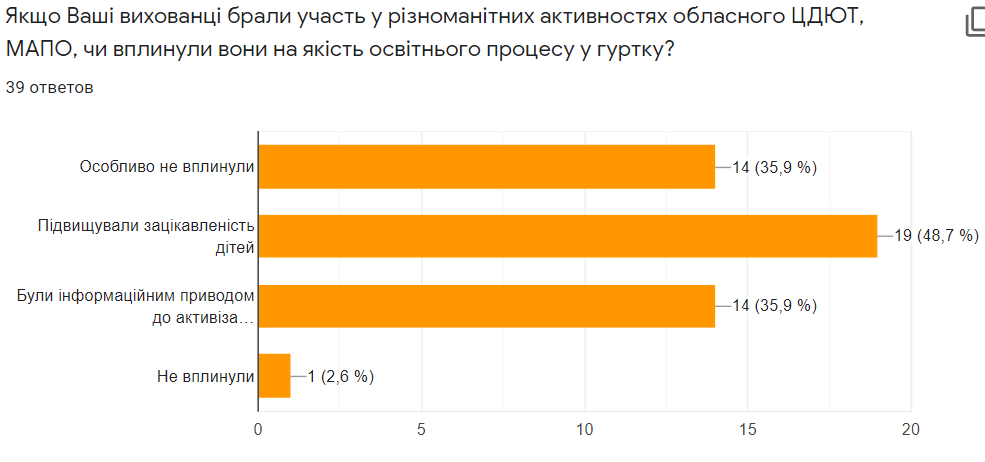 Якщо Ваші вихованці брали участь у різноманітних активностях обласного ЦДЮТ,
МАПО, чи вплинули вони на якість освітнього процесу у гуртку?
39 ответов
Особливо не вплинули
14 (35,9 %)
Підвищували зацікавленість
дітей
19 (48,7 %)
Були інформаційним приводом
до активіза…
14 (35,9 %)
Не вплинули
1 (2,6 %)
0 5 10 15 20